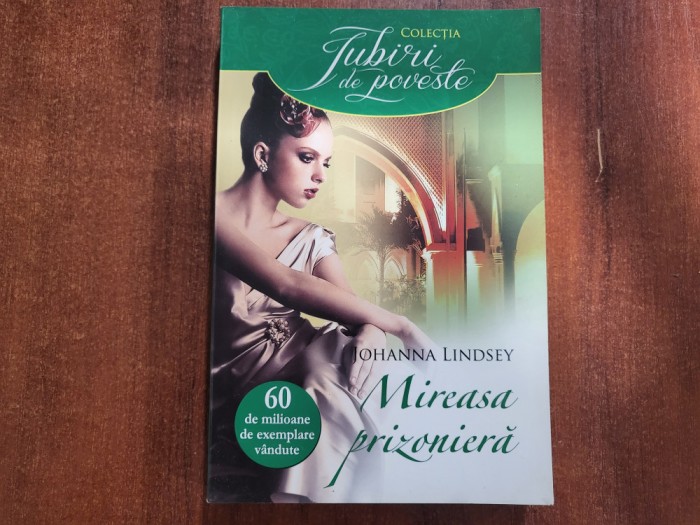 COLECȚIA
Iubiri
de poveste
JOHANNA LINDSEY
Mireasa
prizonieră
60
de milioane
de exemplare
vândute